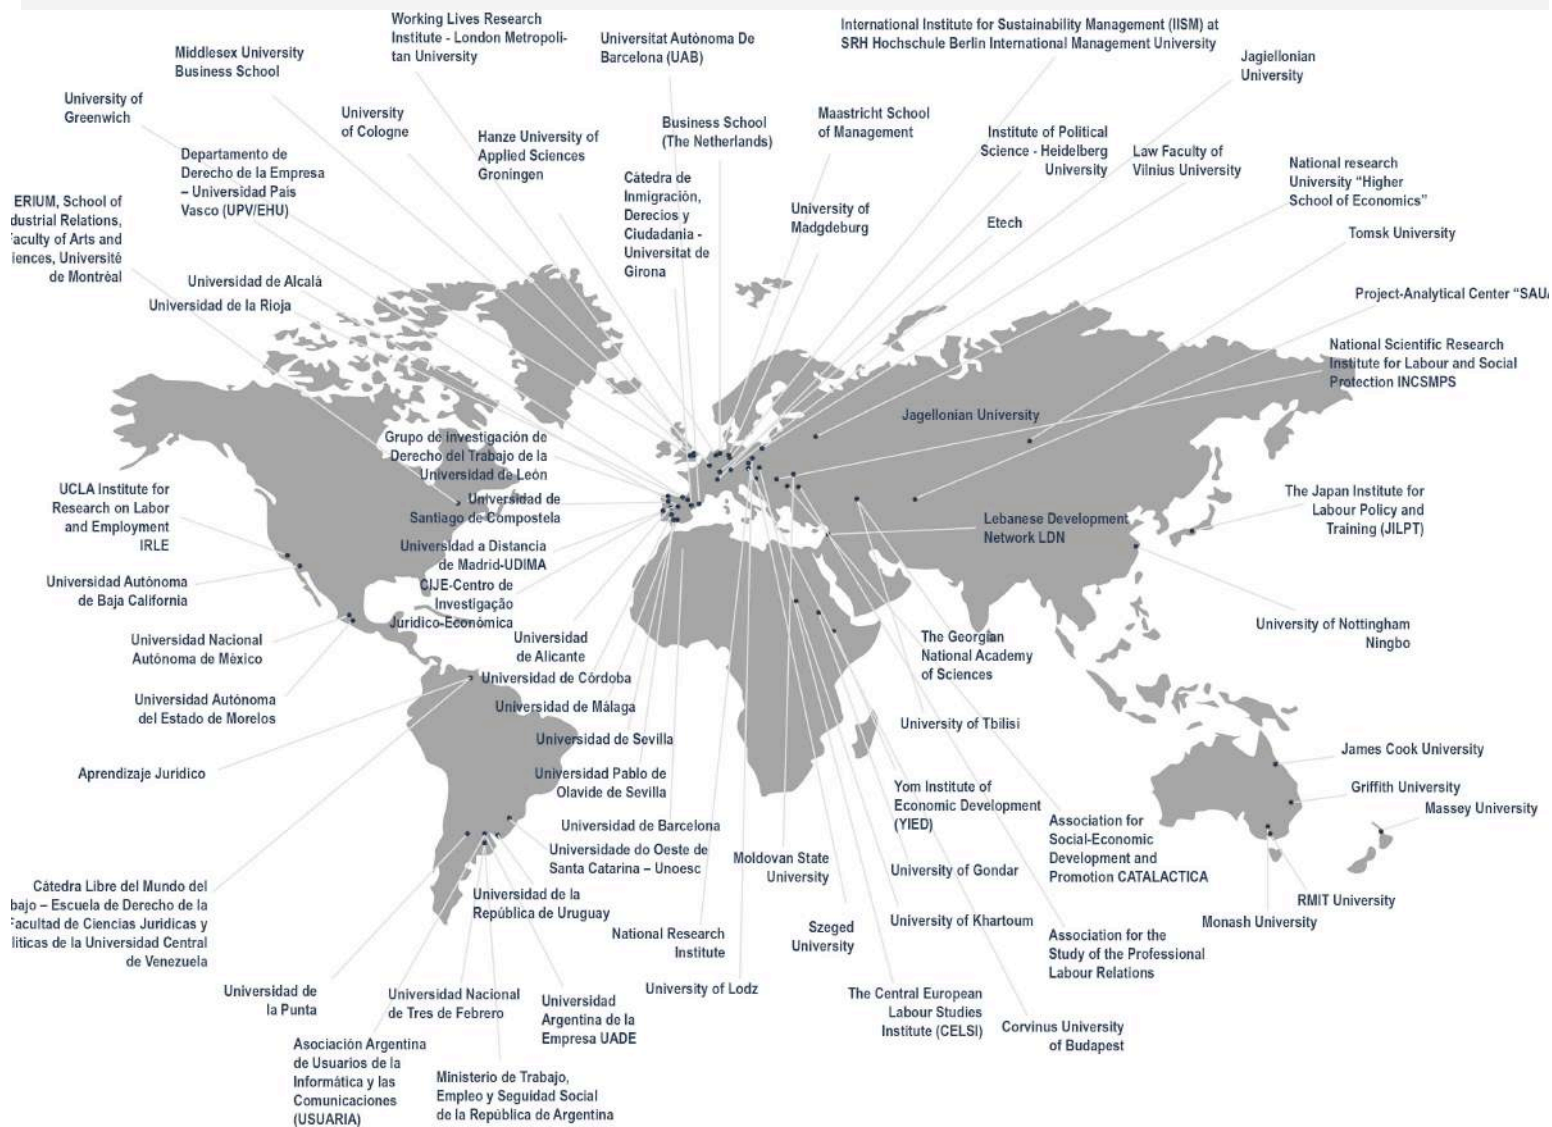 Working Lives Research
Institute - London Metropoli-
tan University
Universitat Autònoma De
Barcelona (UAB)
International Institute for Sustainability Management (IISM) at
SRH Hochschule Berlin International Management University
Middlesex University
Business School
Jagiellonian
University
University of
Greenwich
University
of Cologne
Hanze University of
Applied Sciences
Groningen
Business School
(The Netherlands)
Maastricht School
of Management
Institute of Political
Science - Heidelberg
University
Law Faculty of
Vilnius University
National research
University “Higher
School of Economics”
Departamento de
Derecho de la Empresa
– Universidad País
Vasco (UPV/EHU)
Cátedra de
Inmigración,
Derecios y
Ciudadania -
Universitat de
Girona
University of
Madgdeburg
Etech
Tomsk University
ERIUM, School of
dustrial Relations,
aculty of Arts and
iences, Université
de Montréal
Universidad de Alcalá
Universidad de la Rioja
Project-Analytical Center “SAUA
National Scientific Research
Institute for Labour and Social
Protection INCSMPS
Jagellonian University
Grupo de investigación de
Derecho del Trabajo de la
Universidad de León
UCLA Institute for
Research on Labor
and Employment
IRLE
Universidad de
Santiago de Compostela
The Japan Institute for
Labour Policy and
Training (JILPT)
Lebanese Development
Network LDN
Universidad a Distancia
de Madrid-UDIMA
Universidad Autónoma
de Baja California
CIJE-Centro de
Investigação
Jurídico-Económica
Universidad Nacional
Autónoma de México
Universidad
de Alicante
The Georgian
National Academy
of Sciences
University of Nottingham
Ningbo
Universidad de Córdoba
Universidad Autónoma
del Estado de Morelos
Universidad de Málaga
University of Tbilisi
Universidad de Sevilla
James Cook University
Aprendizaje Jurídico
Universidad Pablo de
Olavide de Sevilla
Yom Institute of
Economic Development
(YIED)
Griffith University
Massey University
Universidad de Barcelona
Association for
Social-Economic
Development and
Promotion CATALACTICA
Universidade do Oeste de
Santa Catarina – Unoesc
Moldovan State
University
University of Gondar
Cátedra Libre del Mundo del
bajo – Escuela de Derecho de la
Facultad de Ciencias Jurídicas y
líticas de la Universidad Central
de Venezuela
Universidad de la
República de Uruguay
RMIT University
Monash University
National Research
Institute
Szeged
University
University of Khartoum
Association for the
Study of the Professional
Labour Relations
Universidad de
la Punta
Universidad Nacional
de Tres de Febrero
Universidad
Argentina de la
Empresa UADE
University of Lodz
The Central European
Labour Studies
Institute (CELSI)
Corvinus University
of Budapest
Asociación Argentina
de Usuarios de la
Informática y las
Comunicaciones
(USUARIA)
Ministerio de Trabajo,
Empleo y Seguidad Social
de la República de Argentina